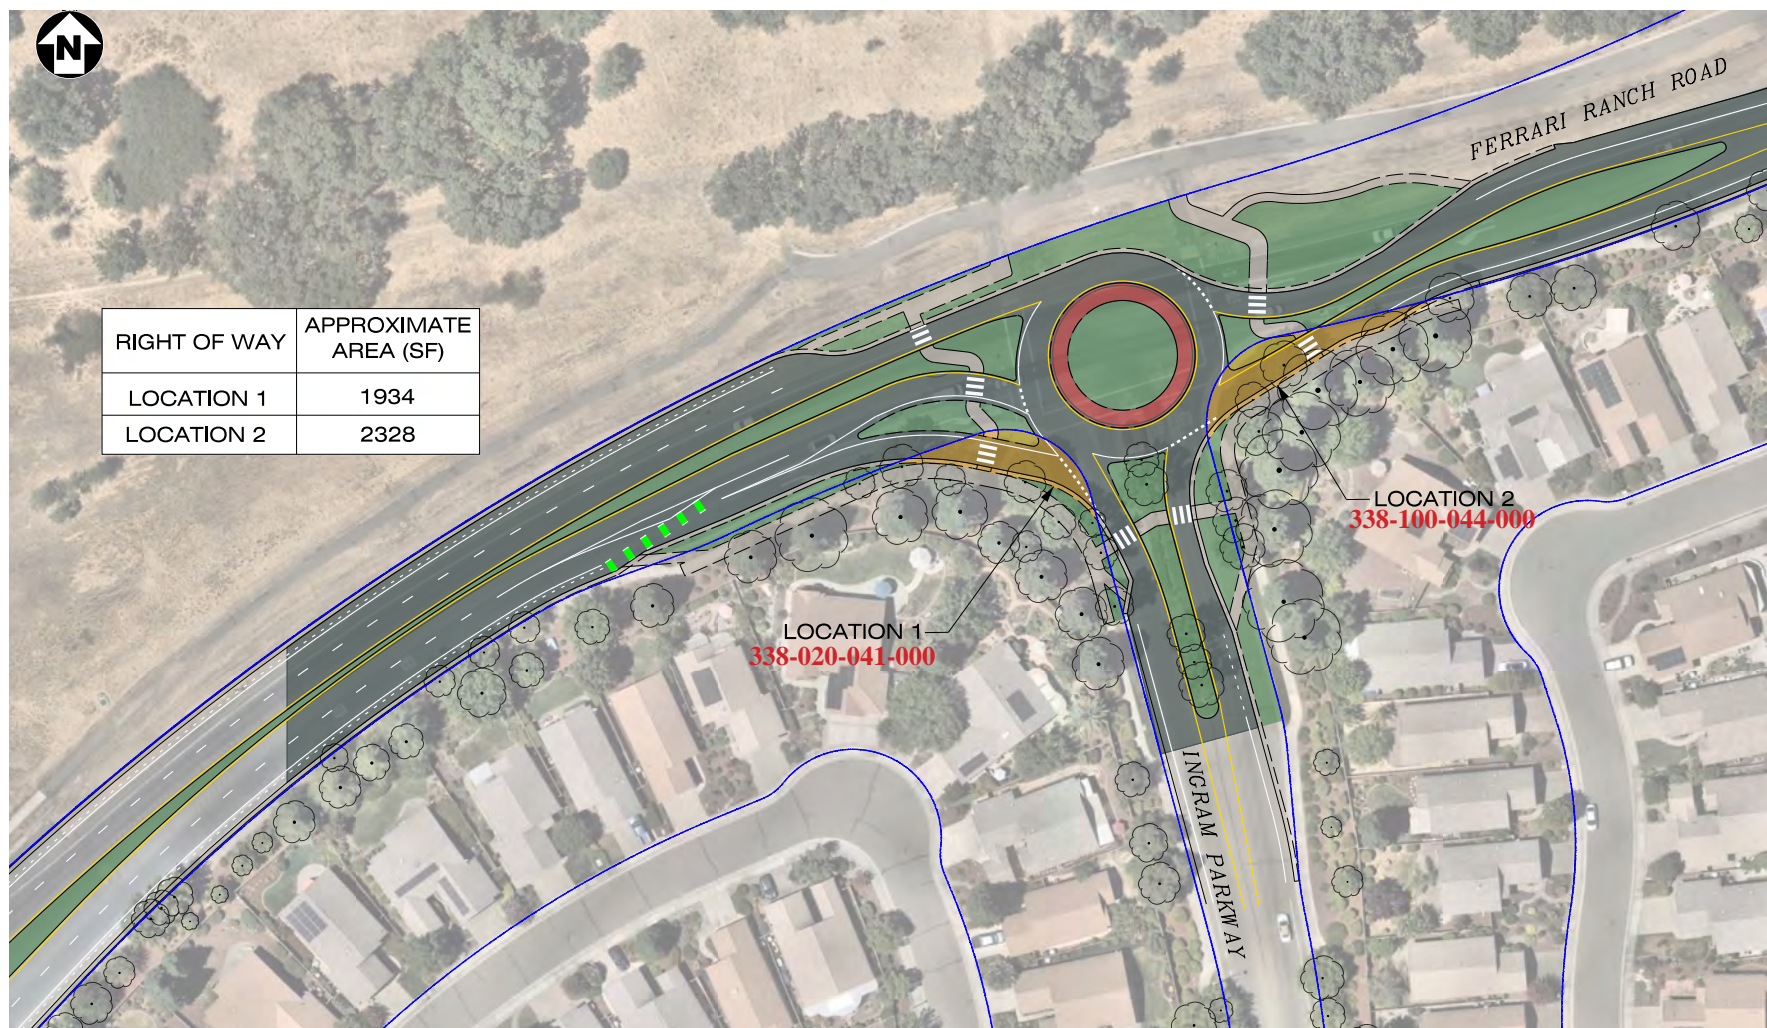 N
FERRARI RANCH ROAD
RIGHT OF WAY
APPROXIMATE
AREA (SF)
LOCATION 1
1934
LOCATION 2
2328
LOCATION 2
338-100-044-000
LOCATION 1
338-020-041-000
INGRAM PARKWAY